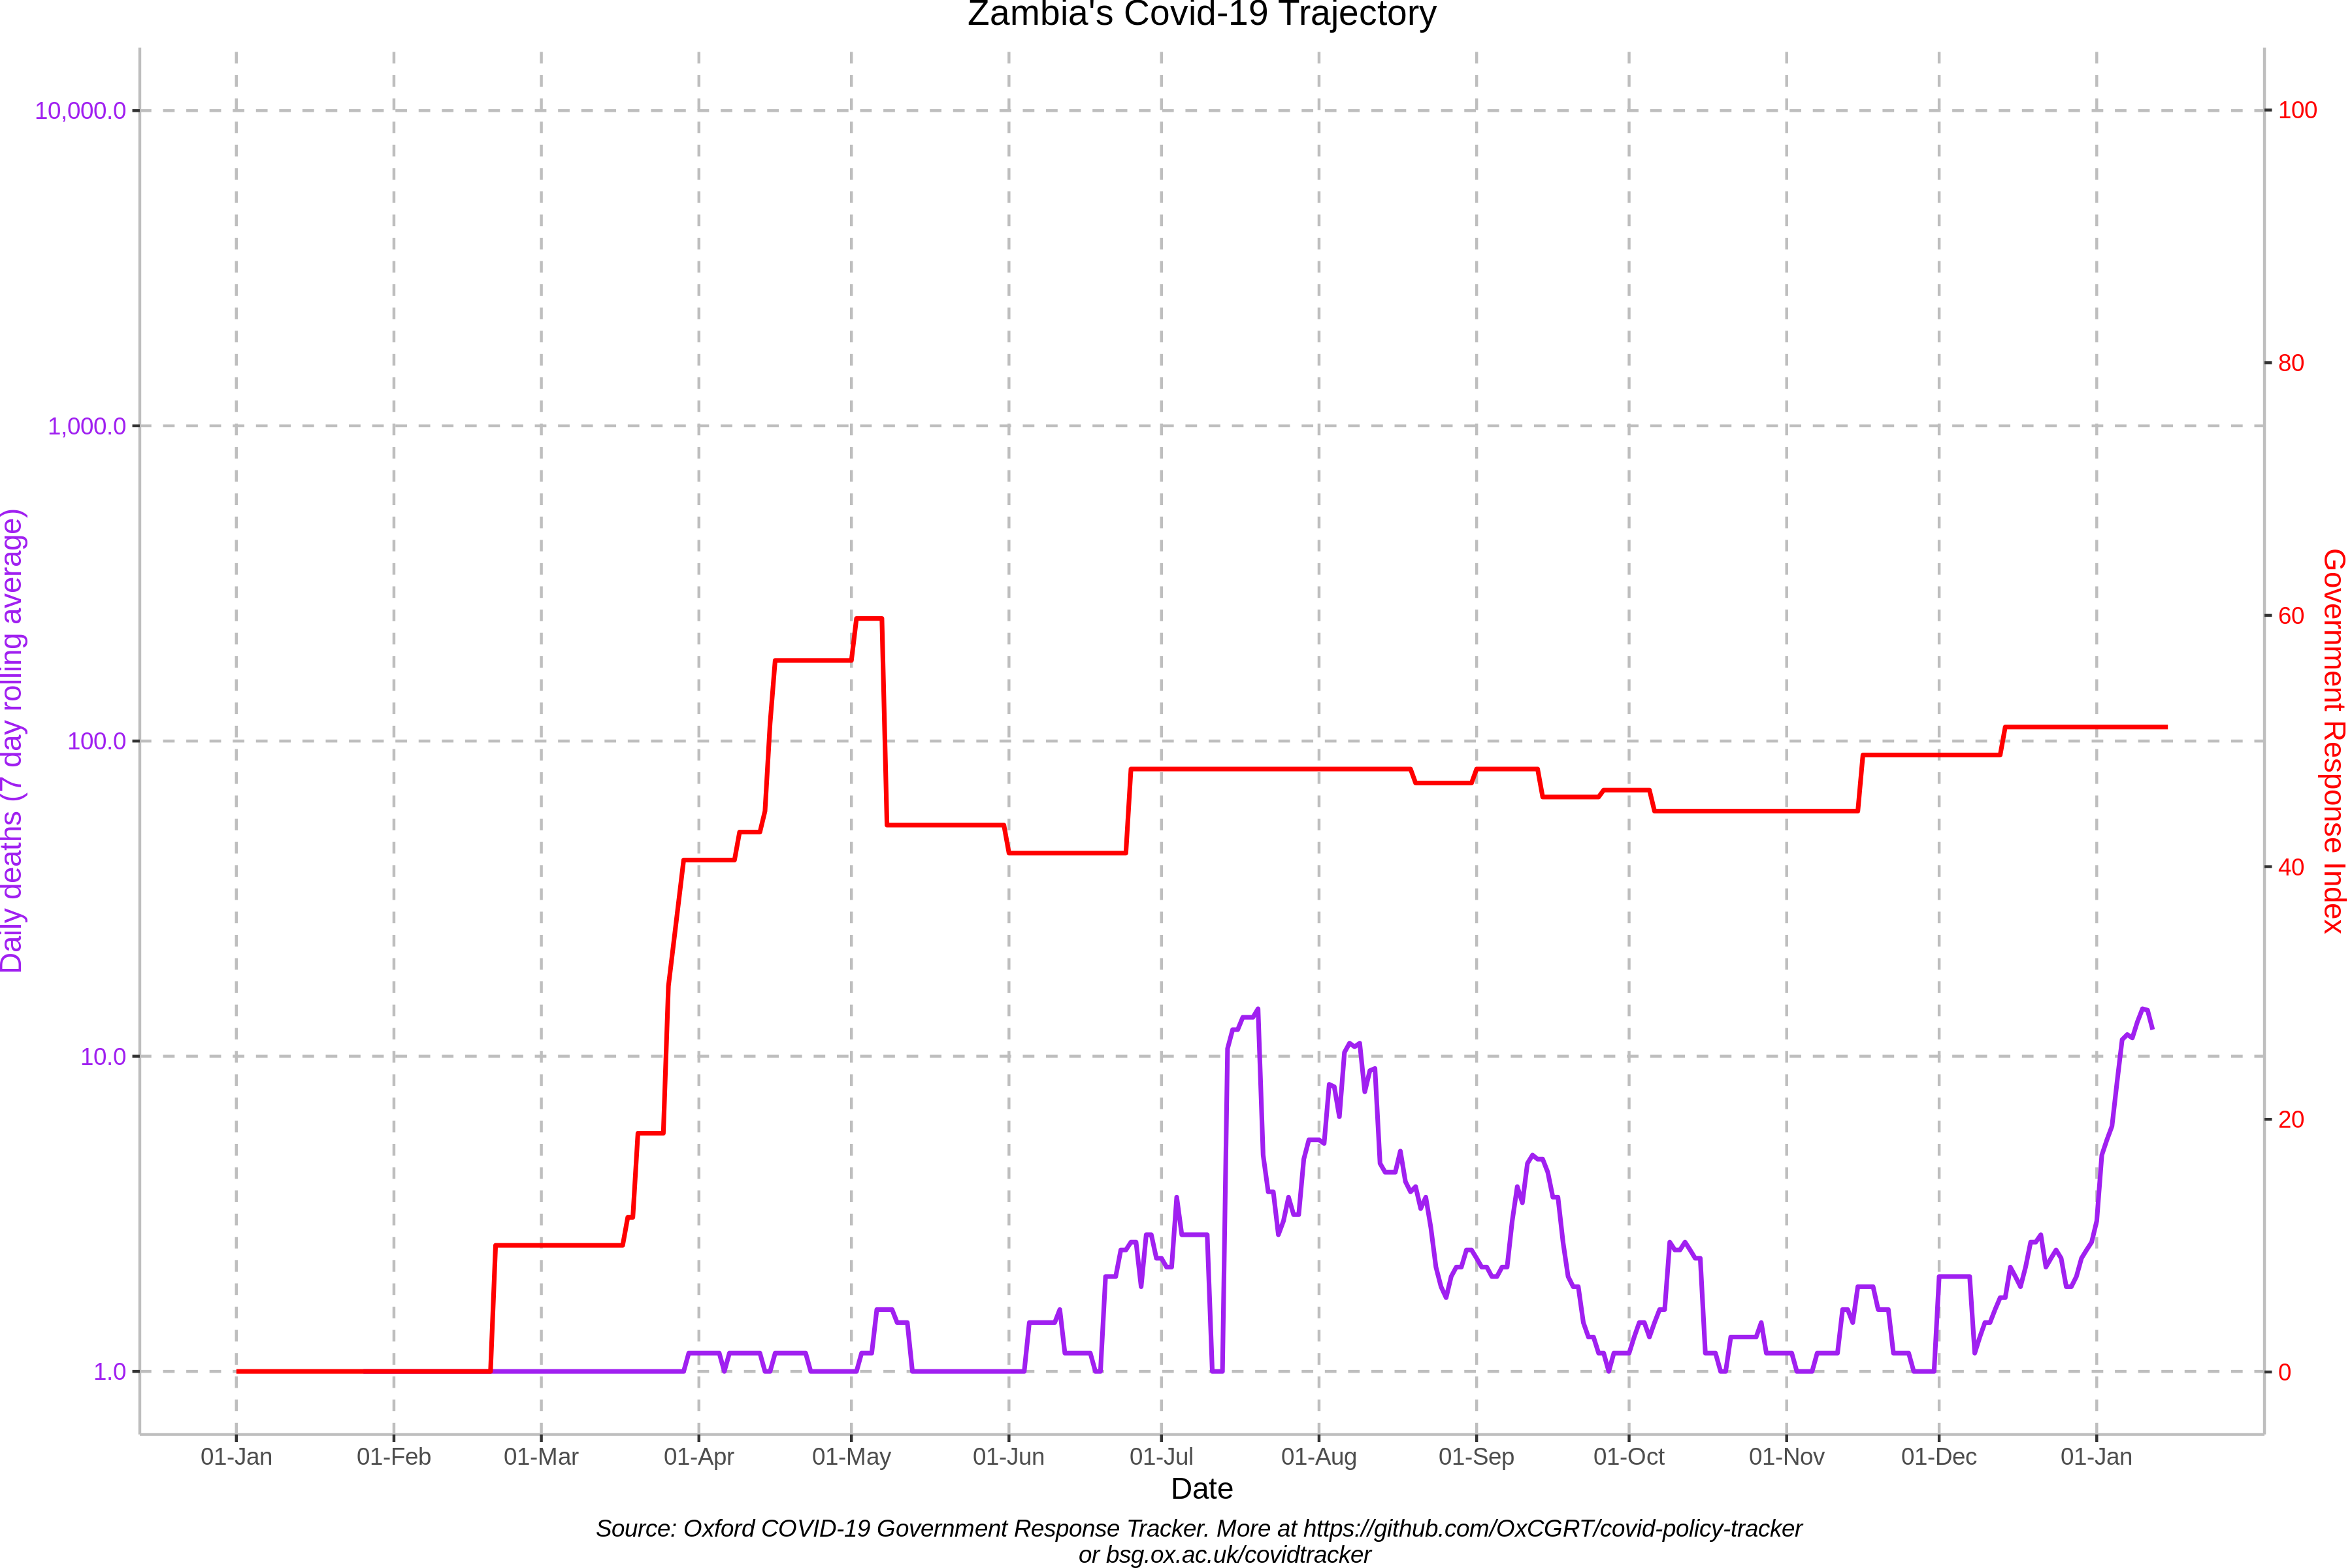 Zambia's Covid-19 Trajectory
Daily deaths (7 day rolling average)
10,000.0
1,000.0
100.0
10.0
1.0
100
80
60
40
20
0
Government Response Index
01-Jan 01-Feb 01-Mar 01-Apr 01-May 01-Jun 01-Jul 01-Aug 01-Sep 01-Oct 01-Nov 01-Dec 01-Jan
Date
Source: Oxford COVID-19 Government Response Tracker. More at https://github.com/OxCGRT/covid-policy-tracker
or bsg.ox.ac.uk/covidtracker